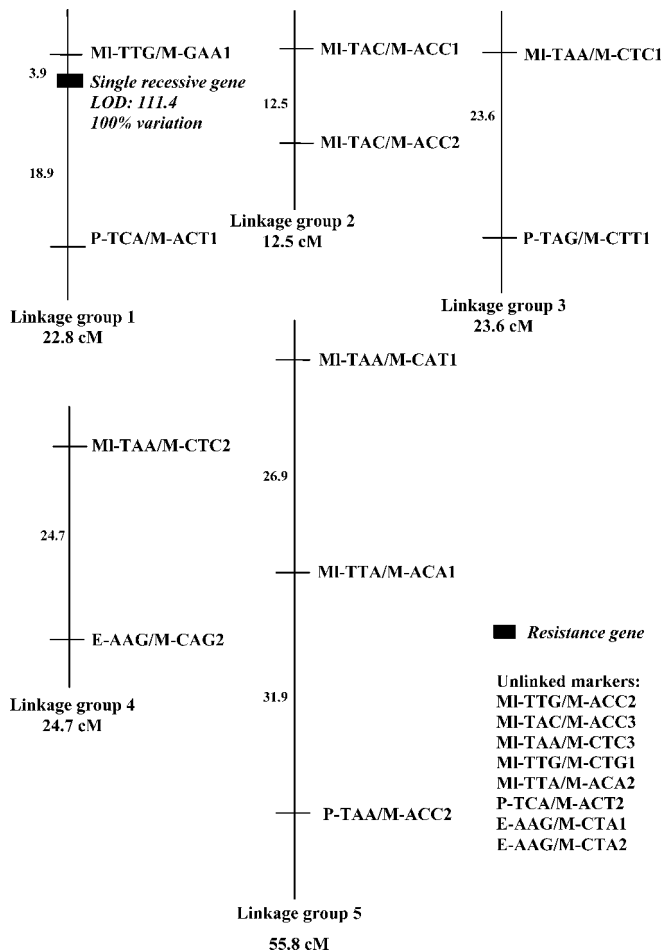 MI-TTG/M-GAA1
3.9
Single recessive gene
LOD: 111.4
100% variation
18.9
P-TCA/M-ACT1
Linkage group 1
22.8 cM
MI-TAC/M-ACC1
12.5
MI-TAC/M-ACC2
Linkage group 2
12.5 cM
MI-TAA/M-CTC1
23.6
P-TAG/M-CTT1
Linkage group 3
23.6 cM
MI-TAA/M-CTC2
24.7
E-AAG/M-CAG2
Linkage group 4
24.7 cM
MI-TAA/M-CAT1
26.9
MI-TTA/M-ACA1
31.9
P-TAA/M-ACC2
Linkage group 5
55.8 cM
Resistance gene
Unlinked markers:
MI-TTG/M-ACC2
MI-TAC/M-ACC3
MI-TAA/M-CTC3
MI-TTG/M-CTG1
MI-TTA/M-ACA2
P-TCA/M-ACT2
E-AAG/M-CTA1
E-AAG/M-CTA2